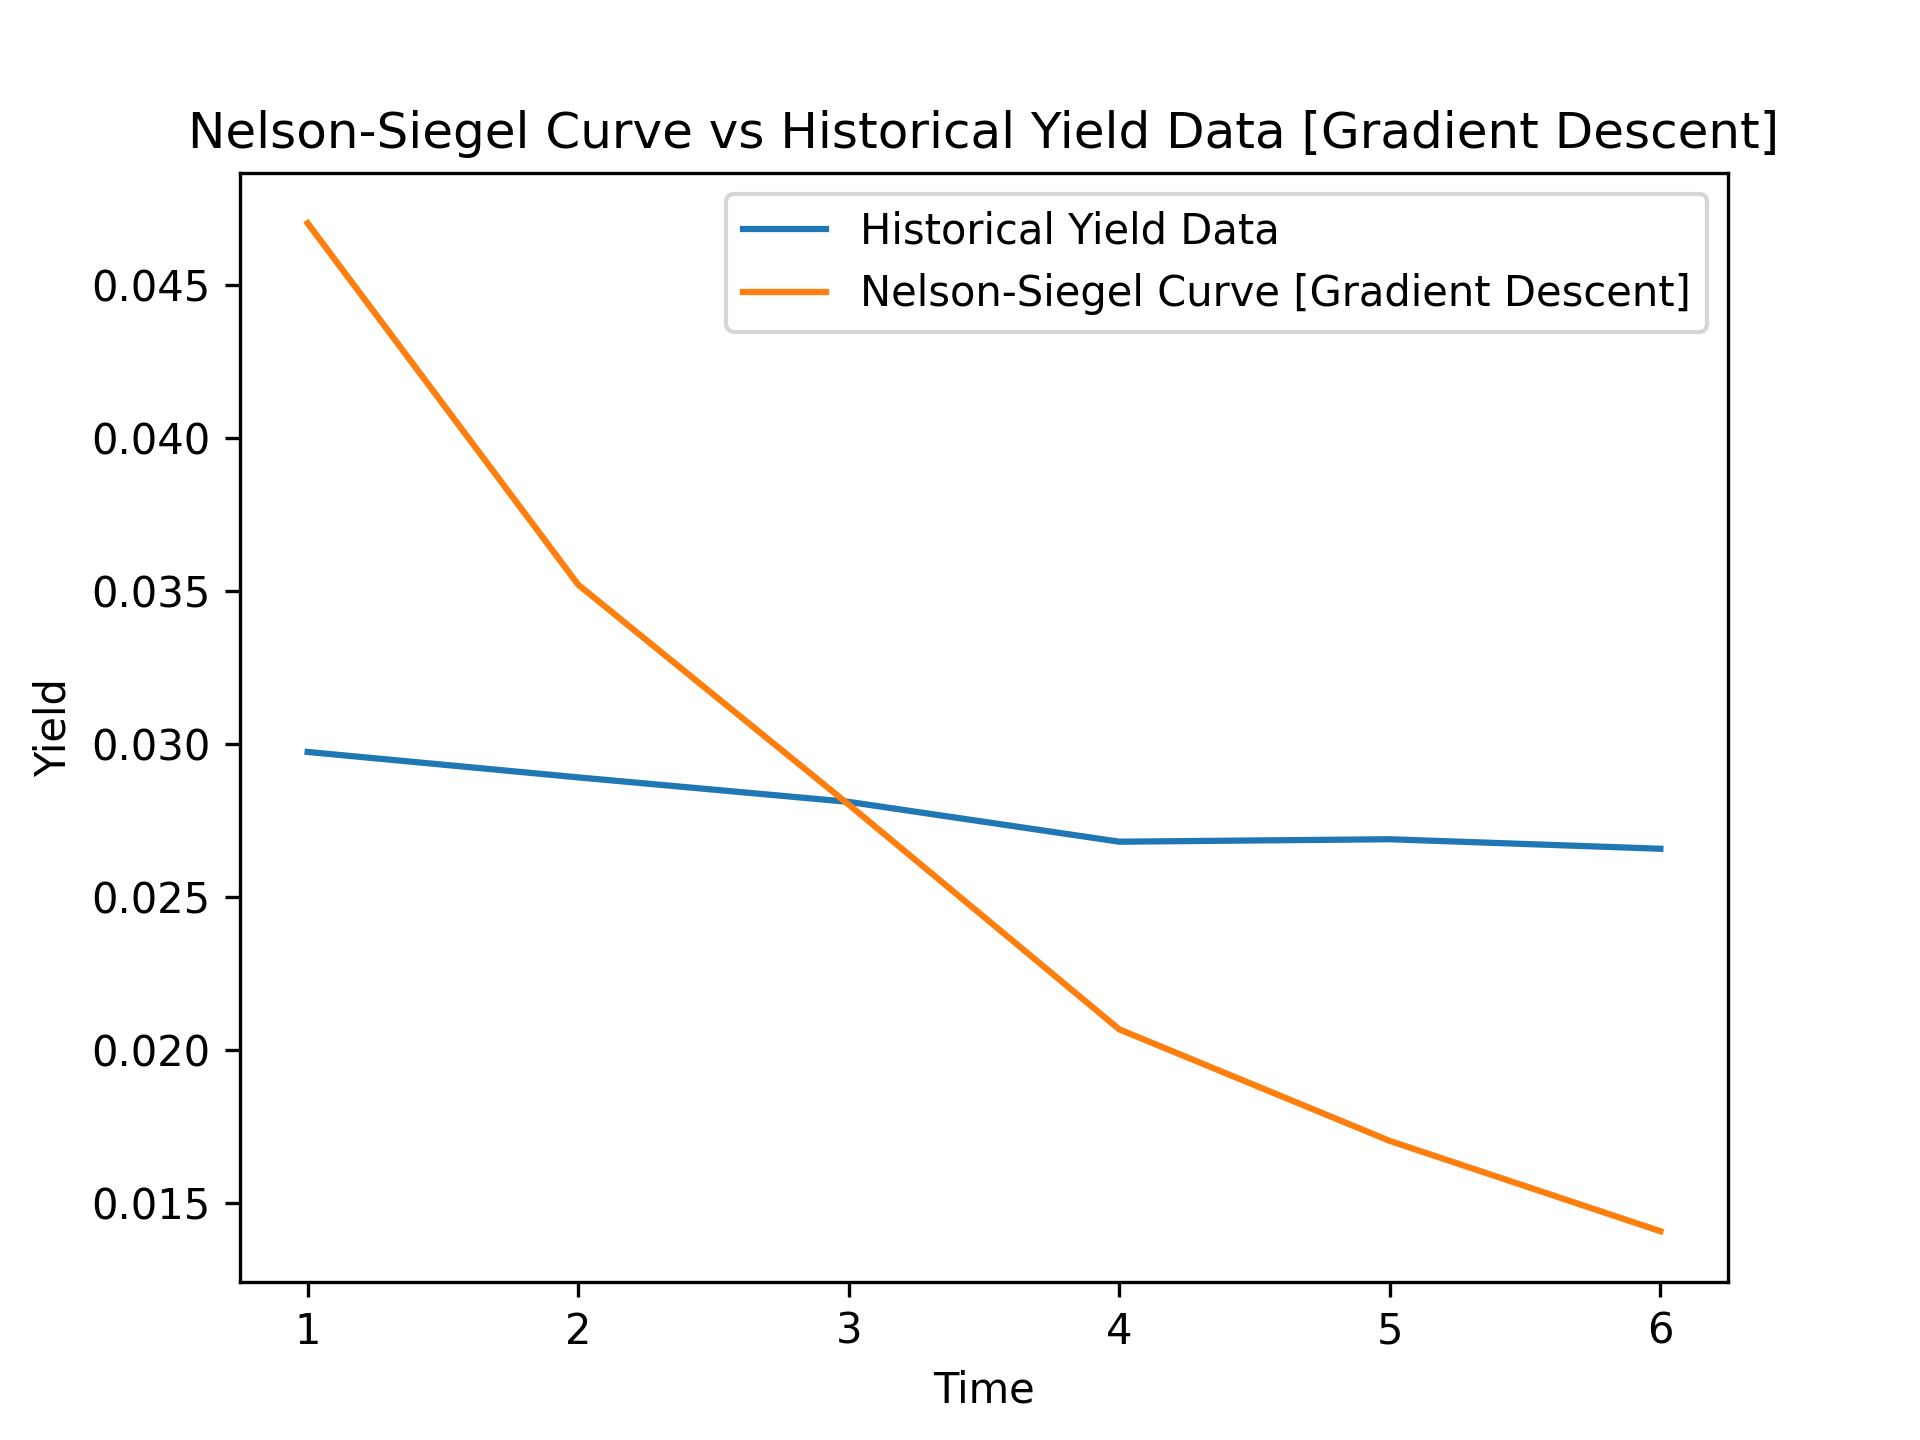 Nelson-Siegel Curve vs Historical Yield Data [Gradient Descent]
Historical Yield Data
Nelson-Siegel Curve [Gradient Descent]
0.045
0.040
0.035
0.030
0.025
0.020
0.015
Yield
1 2 3 4 5 6
Time